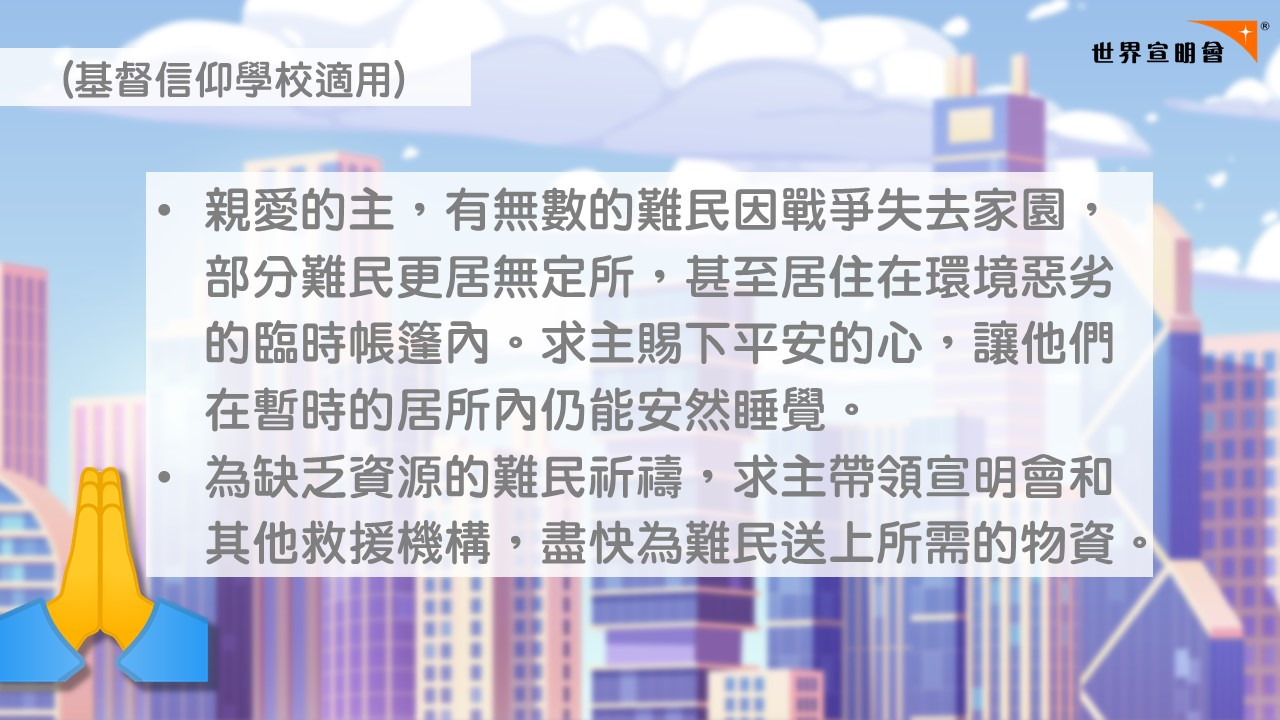 世界宣明會®
(基督信仰學校適用)
• 親愛的主，有無數的難民因戰爭失去家園，
部分難民更居無定所，甚至居住在環境惡劣
的臨時帳篷內。求主賜下平安的心，讓他們
在暫時的居所內仍能安然睡覺。
• 為缺乏資源的難民祈禱，求主帶領宣明會和
其他救援機構，盡快為難民送上所需的物資。